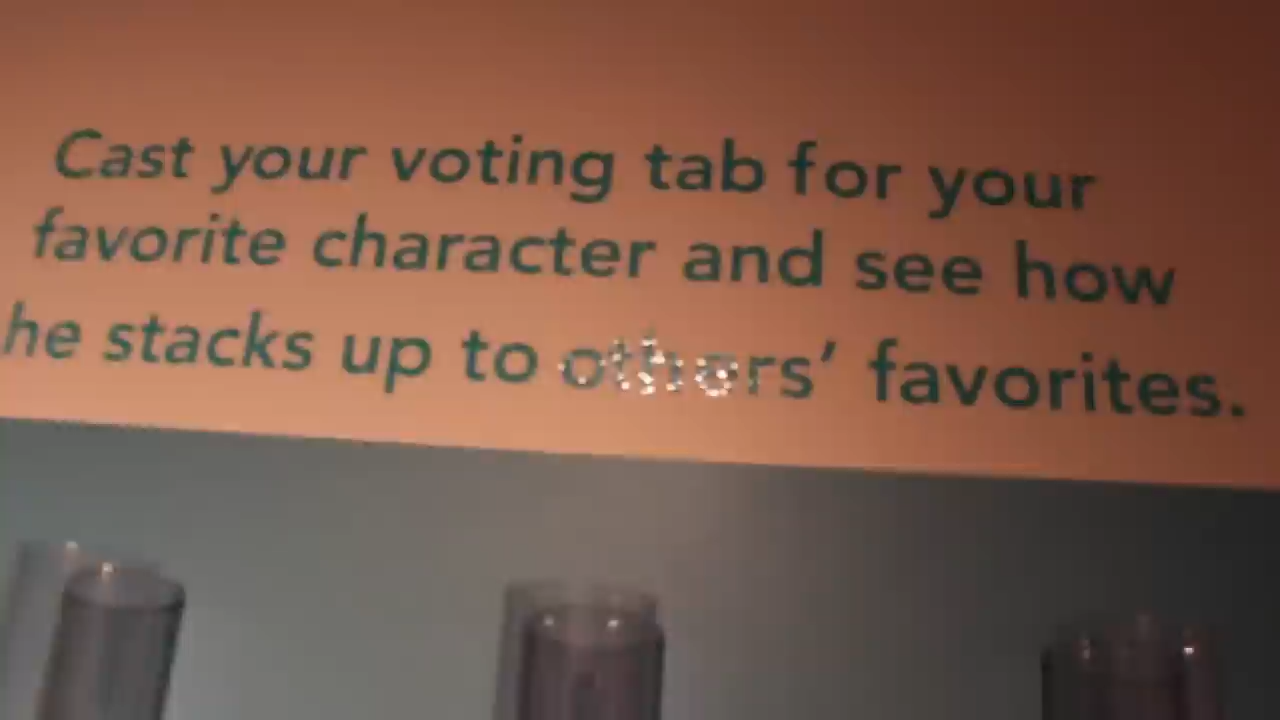 Cast your voting tab for your
favorite character and see how
he stacks up to others’ favorites.